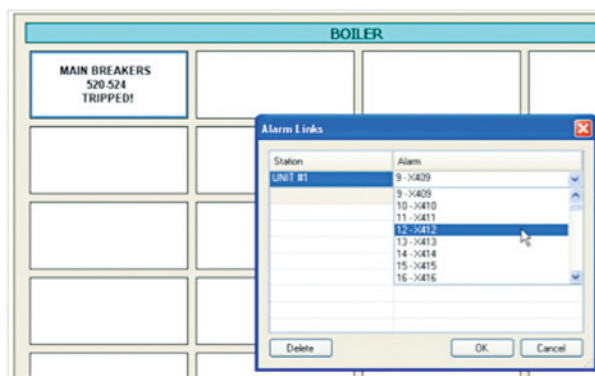 BOILER
MAIN BREAKERS
520-524
TRIPPED!
Alarm Links
Station Alarm
UNIT #1 9 - X409
9 - X409
10 - X410
11 - X411
12 - X412
13 - X413
14 - X414
15 - X415
16 - X416
Delete OK Cancel